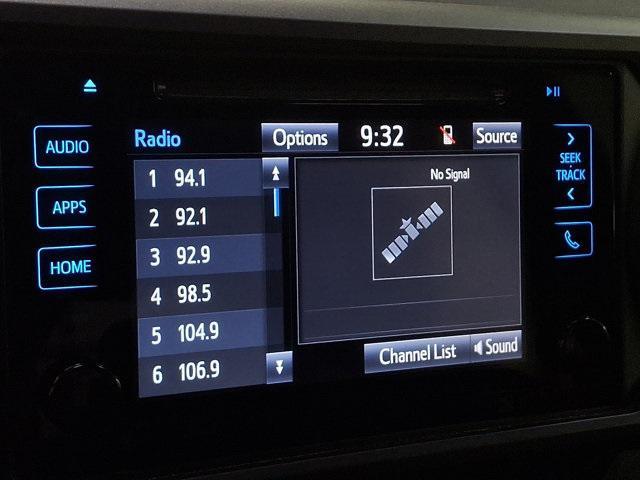 AUDIO
APPS
HOME
Radio
Options
9:32
Source
1 94.1
2 92.1
3 92.9
4 98.5
5 104.9
6 106.9
No Signal
Channel List
Sound
SEEK
TRACK